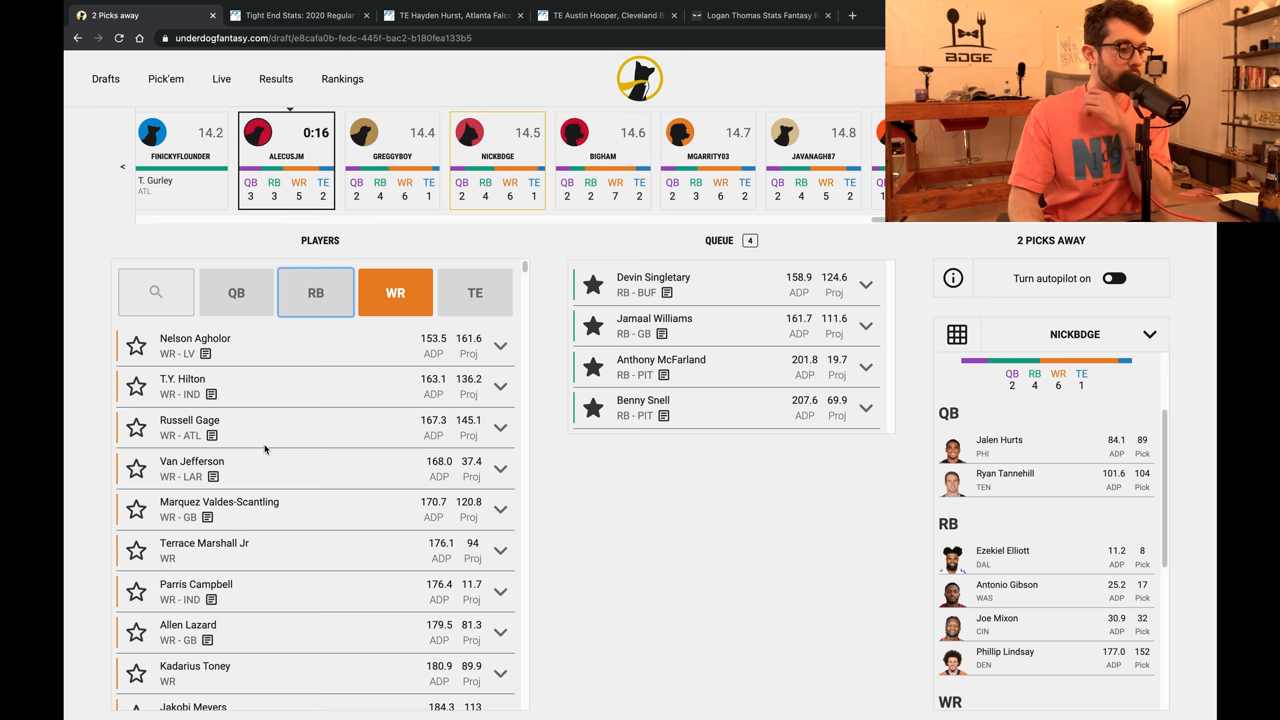 2 picks away
Tight End Stats: 2020 Regular
TE Hayden Hurst, Atlanta Falco
TE Austin Hooper, Cleveland B
Logan Thomas Stats Fantasy F
underdogfantasy.com/draft/e8cafa0b-fedc-445f-bac2-b180fea133b5
Drafts
Pick'em
Live
Results
Rankings
BDGE
14.2
FINICKYFLOUNDER
T. Gurley
ATL
0:16
ALECUSJM
QB RB WR TE
3 3 5 2
14.4
GREGGYBOY
QB RB WR TE
2 4 6 1
14.5
NICKBDGE
QB RB WR TE
2 4 6 1
14.6
BIGHAM
QB RB WR TE
2 2 7 2
14.7
MGARRITY03
QB RB WR TE
2 3 6 2
14.8
JAVANAGH87
QB RB WR TE
2 4 5 2
PLAYERS
QB
RB
WR
TE
Nelson Agholor 153.5 161.6
WR - LV ADP Proj
T.Y. Hilton 163.1 136.2
WR - IND ADP Proj
Russell Gage 167.3 145.1
WR - ATL ADP Proj
Van Jefferson 168.0 37.4
WR - LAR ADP Proj
Marquez Valdes-Scantling 170.7 120.8
WR - GB ADP Proj
Terrace Marshall Jr 176.1 94
WR ADP Proj
Parris Campbell 176.4 11.7
WR - IND ADP Proj
Allen Lazard 179.5 81.3
WR - GB ADP Proj
Kadarius Toney 180.9 89.9
WR ADP Proj
Jakobi Meyers 184.3 113
QUEUE 4
Devin Singletary 158.9 124.6
RB - BUF ADP Proj
Jamaal Williams 161.7 111.6
RB - GB ADP Proj
Anthony McFarland 201.8 19.7
RB - PIT ADP Proj
Benny Snell 207.6 69.9
RB - PIT ADP Proj
2 PICKS AWAY
Turn autopilot on
NICKBDGE
QB RB WR TE
2 4 6 1
QB
Jalen Hurts 84.1 89
PHI ADP Pick
Ryan Tannehill 101.6 104
TEN ADP Pick
RB
Ezekiel Elliott 11.2 8
DAL ADP Pick
Antonio Gibson 25.2 17
WAS ADP Pick
Joe Mixon 30.9 32
CIN ADP Pick
Phillip Lindsay 177.0 152
DEN ADP Pick
WR